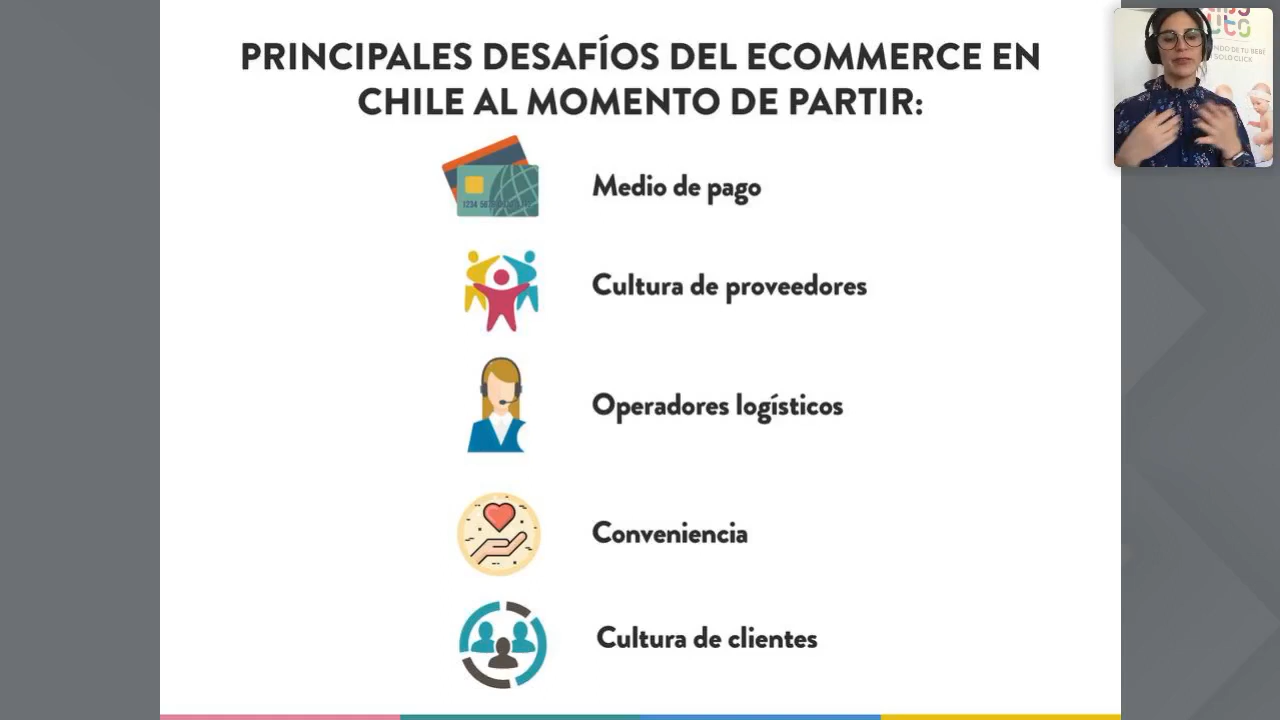 PRINCIPALES DESAFÍOS DEL ECOMMERCE EN
CHILE AL MOMENTO DE PARTIR:
Medio de pago
Cultura de proveedores
Operadores logísticos
Conveniencia
Cultura de clientes